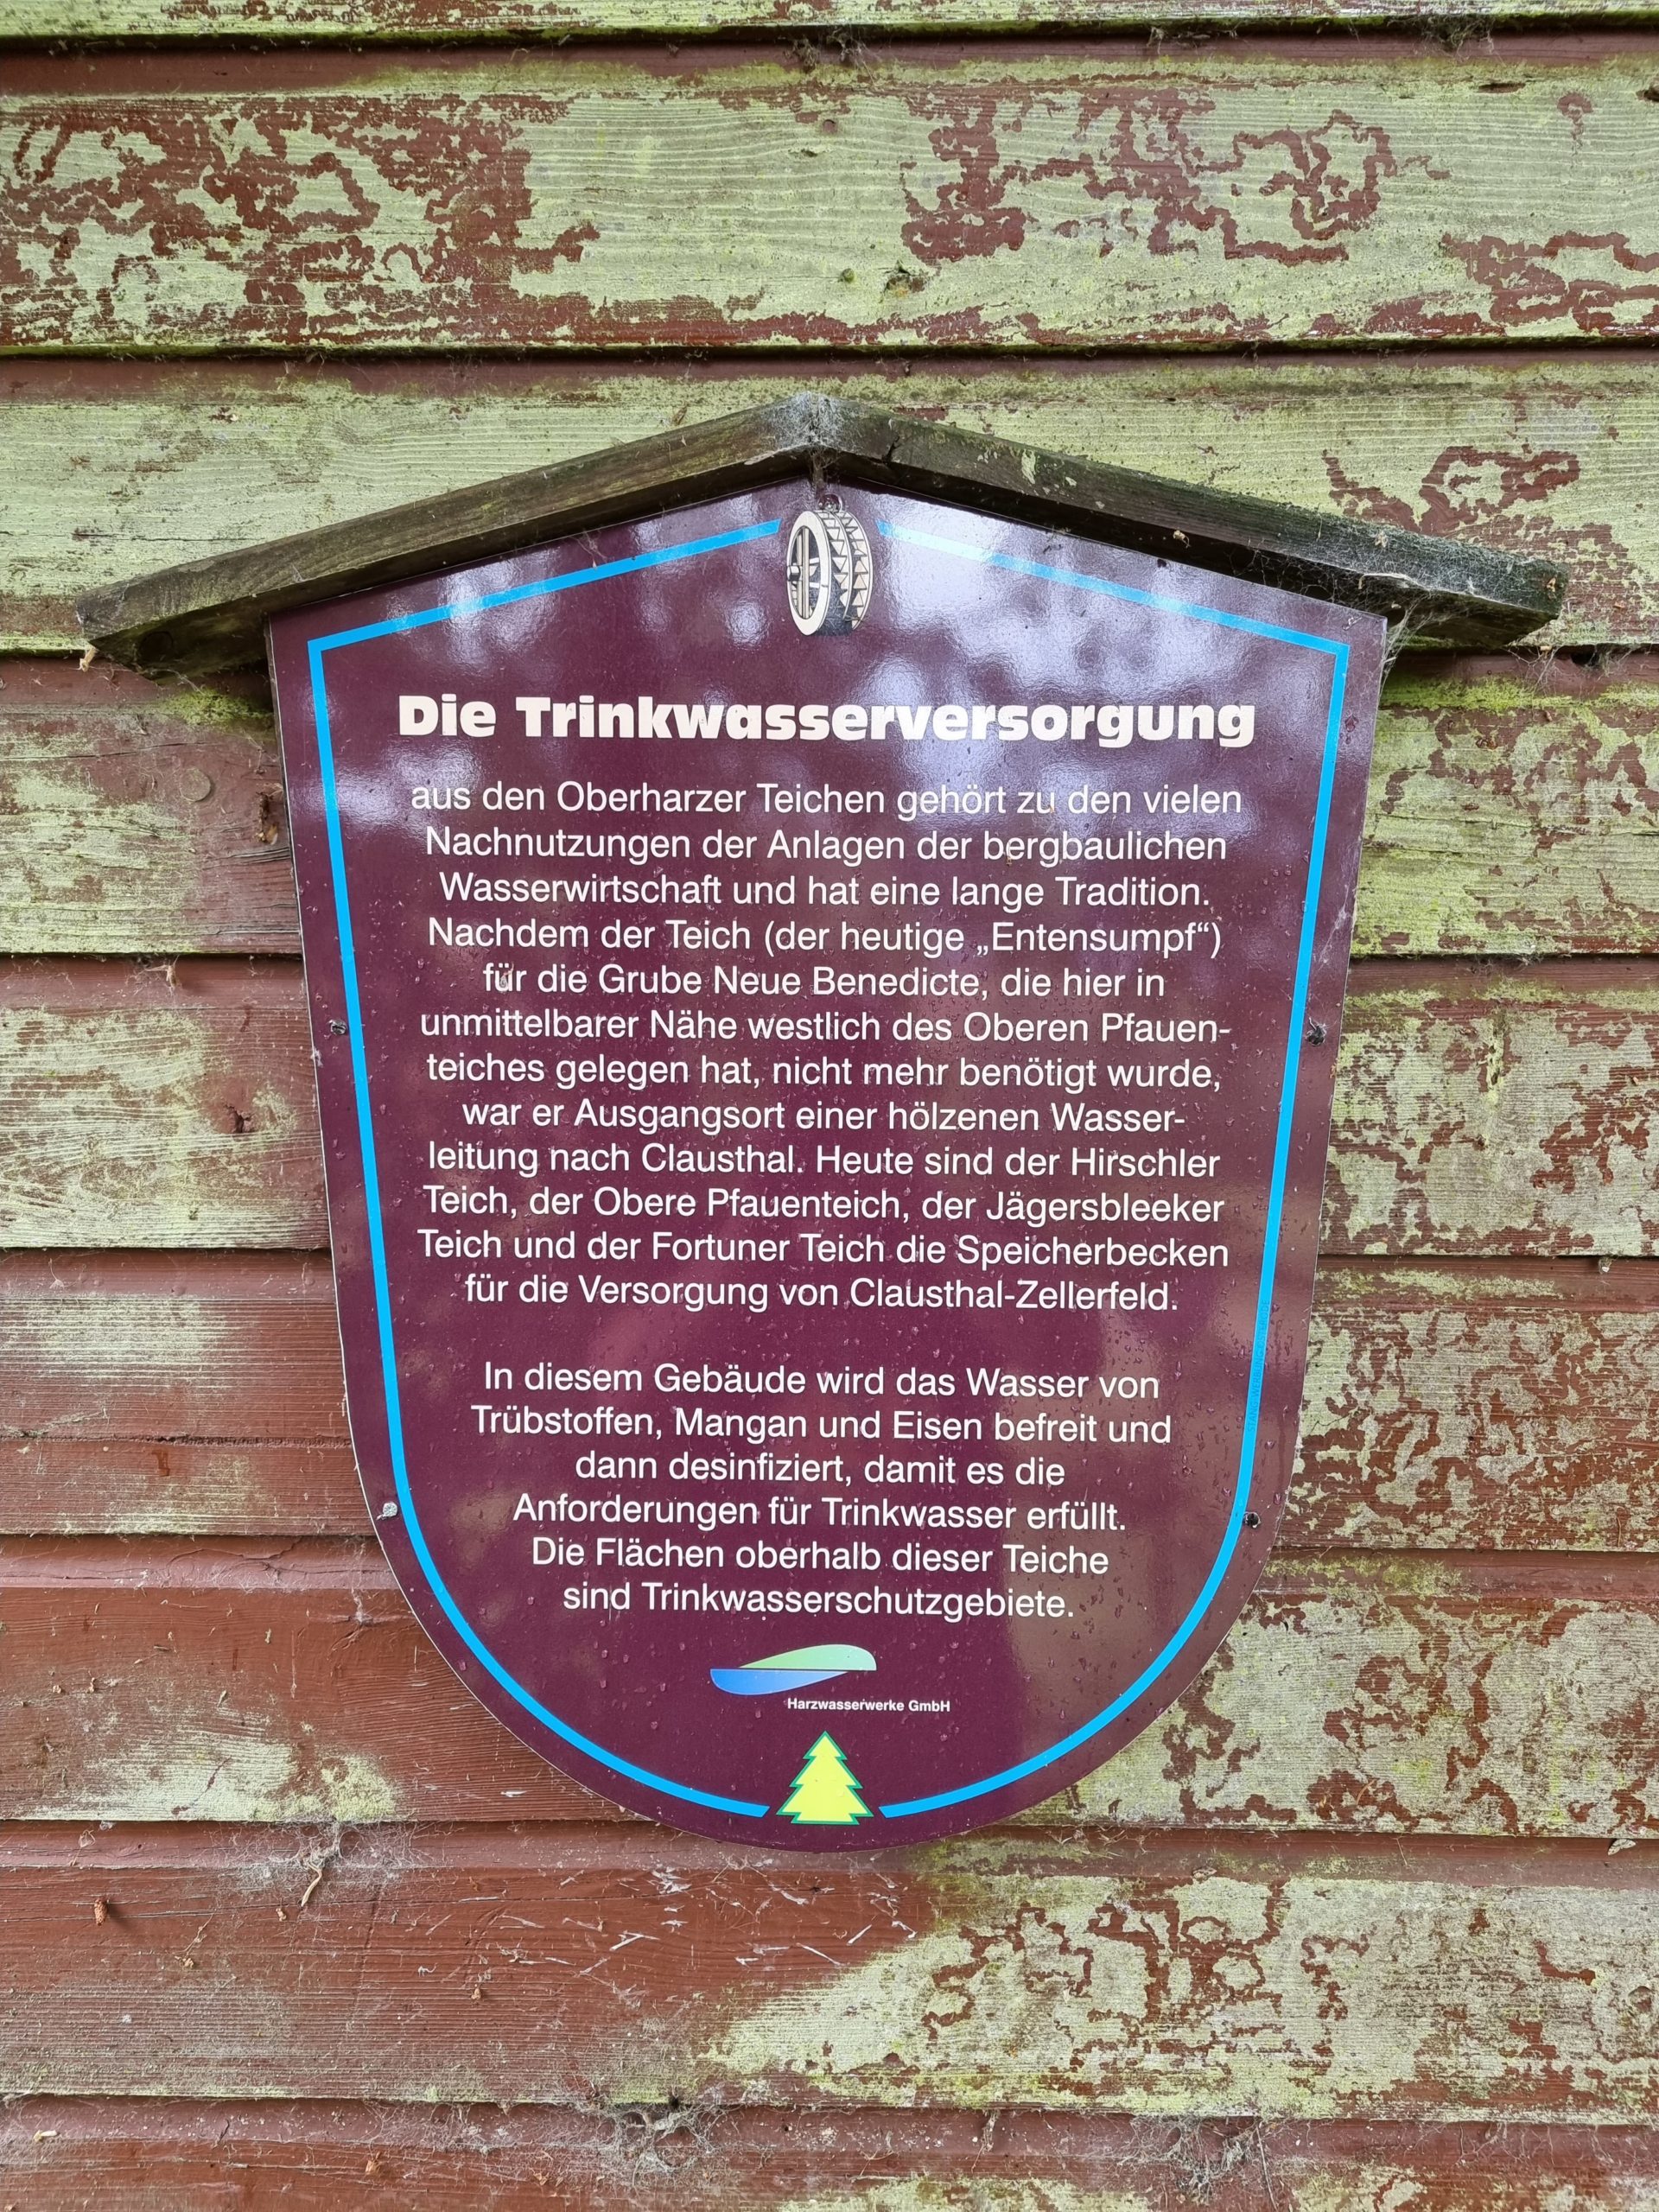 Die Trinkwasserversorgung
aus den Oberharzer Teichen gehört zu den vielen
Nachnutzungen der Anlagen der bergbaulichen
Wasserwirtschaft und hat eine lange Tradition.
Nachdem der Teich (der heutige „Entensumpf“)
für die Grube Neue Benedicte, die hier in
unmittelbarer Nähe westlich des Oberen Pfauen-
teiches gelegen hat, nicht mehr benötigt wurde,
war er Ausgangsort einer hölzenen Wasser-
leitung nach Clausthal. Heute sind der Hirschler
Teich, der Obere Pfauenteich, der Jägersbleeker
Teich und der Fortuner Teich die Speicherbecken
für die Versorgung von Clausthal-Zellerfeld.
In diesem Gebäude wird das Wasser von
Trübstoffen, Mangan und Eisen befreit und
dann desinfiziert, damit es die
Anforderungen für Trinkwasser erfüllt.
Die Flächen oberhalb dieser Teiche
sind Trinkwasserschutzgebiete.
Harzwasserwerke GmbH